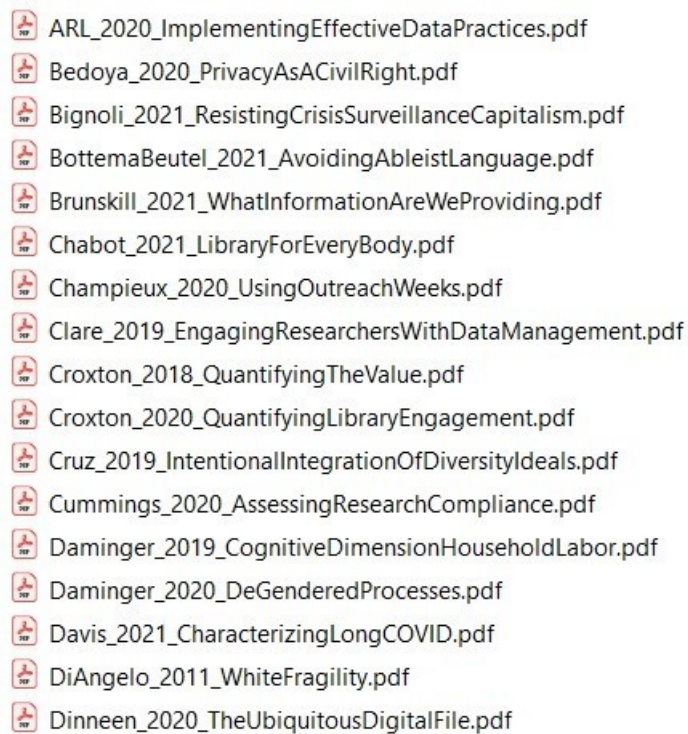 ARL_2020_ImplementingEffectiveDataPractices.pdf
Bedoya_2020_PrivacyAsACivilRight.pdf
Bignoli_2021_ResistingCrisisSurveillanceCapitalism.pdf
BottemaBeutel_2021_AvoidingAbleistLanguage.pdf
Brunskill_2021_WhatInformationAreWeProviding.pdf
Chabot_2021_LibraryForEveryBody.pdf
Champieux_2020_UsingOutreachWeeks.pdf
Clare_2019_EngagingResearchersWithDataManagement.pdf
Croxton_2018_QuantifyingTheValue.pdf
Croxton_2020_QuantifyingLibraryEngagement.pdf
Cruz_2019_IntentionalIntegrationOfDiversityIdeals.pdf
Cummings_2020_AssessingResearchCompliance.pdf
Daminger_2019_CognitiveDimensionHouseholdLabor.pdf
Daminger_2020_DeGenderedProcesses.pdf
Davis_2021_CharacterizingLongCOVID.pdf
DiAngelo_2011_WhiteFragility.pdf
Dinneen_2020_TheUbiquitousDigitalFile.pdf